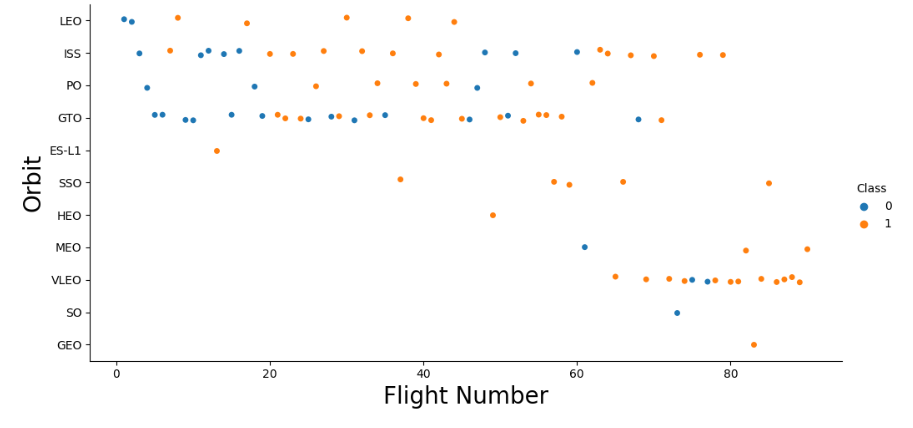 LEO
ISS
PO
GTO
ES-L1
SSO
HEO
MEO
VLEO
SO
GEO
Orbit
0
20
40
60
80
Flight Number
Class
0
1